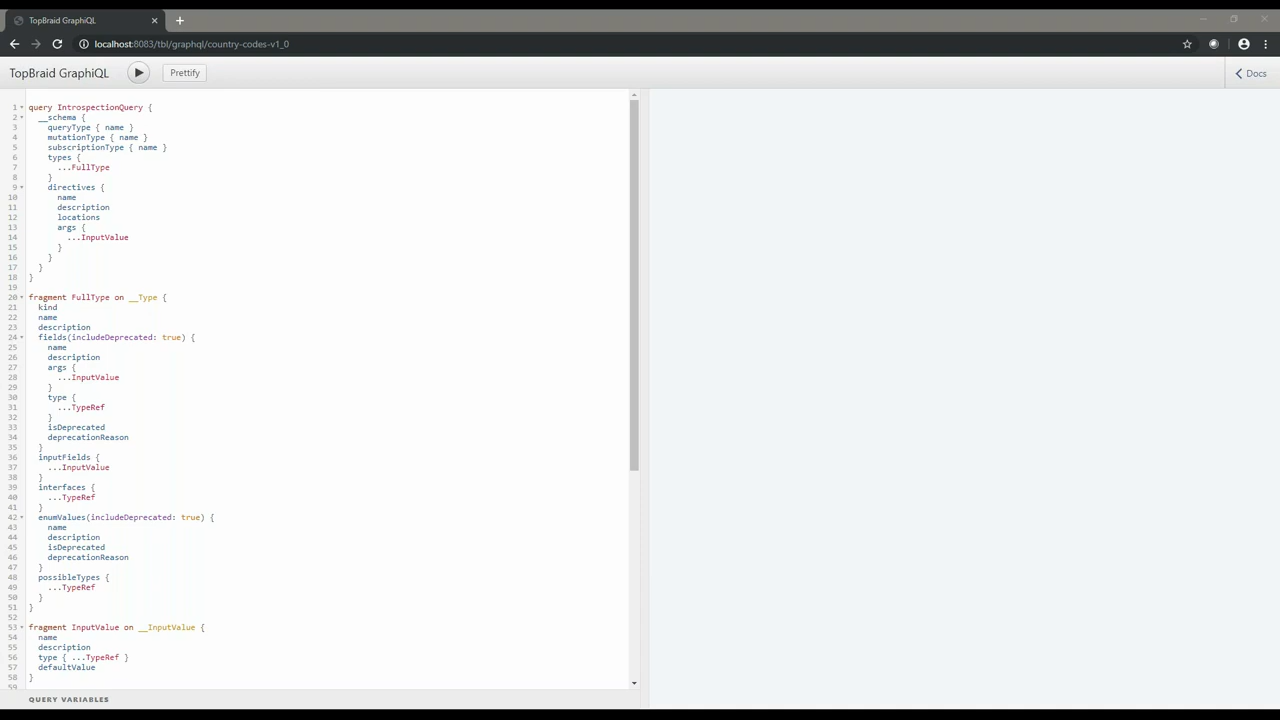 TopBraid GraphiQL
localhost:8083/tbl/graphql/country-codes-v1_0
TopBraid GraphiQL
Prettify
Docs
1 query IntrospectionQuery {
2 __schema {
3 queryType { name }
4 mutationType { name }
5 subscriptionType { name }
6 types {
7 ...FullType
8 }
9 directives {
10 name
11 description
12 locations
13 args {
14 ...InputValue
15 }
16 }
17 }
18 }
19
20 fragment FullType on __Type {
21 kind
22 name
23 description
24 fields(includeDeprecated: true) {
25 name
26 description
27 args {
28 ...InputValue
29 }
30 type {
31 ...TypeRef
32 }
33 isDeprecated
34 deprecationReason
35 }
36 inputFields {
37 ...InputValue
38 }
39 interfaces {
40 ...TypeRef
41 }
42 enumValues(includeDeprecated: true) {
43 name
44 description
45 isDeprecated
46 deprecationReason
47 }
48 possibleTypes {
49 ...TypeRef
50 }
51 }
52
53 fragment InputValue on __InputValue {
54 name
55 description
56 type { ...TypeRef }
57 defaultValue
58 }
59
QUERY VARIABLES